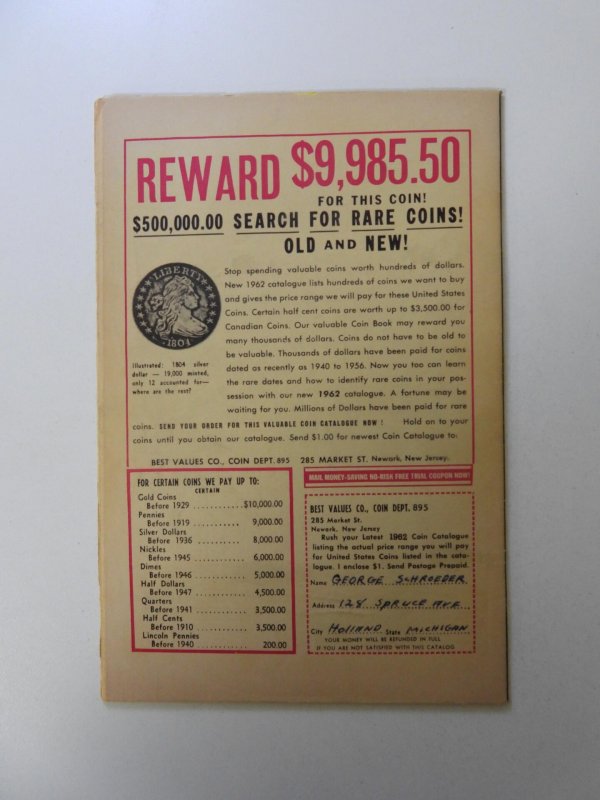 REWARD $9,985.50
FOR THIS COIN!
$500,000.00 SEARCH FOR RARE COINS!
OLD AND NEW!
LIBERTY
1804
Illustrated: 1804 silver
dollar — 19,000 minted,
only 12 accounted for—
where are the rest?
Stop spending valuable coins worth hundreds of dollars.
New 1962 catalogue lists hundreds of coins we want to buy
and gives the price range we will pay for these United States
Coins. Certain half cent coins are worth up to $3,500.00 for
Canadian Coins. Our valuable Coin Book may reward you
many thousands of dollars. Coins do not have to be old to
be valuable. Thousands of dollars have been paid for coins
dated as recently as 1940 to 1956. Now you too can learn
the rare dates and how to identify rare coins in your pos-
session with our new 1962 catalogue. A fortune may be
waiting for you. Millions of Dollars have been paid for rare
coins. SEND YOUR ORDER FOR THIS VALUABLE COIN CATALOGUE NOW ! Hold on to your
coins until you obtain our catalogue. Send $1.00 for newest Coin Catalogue to:
BEST VALUES CO., COIN DEPT. 895 285 MARKET ST. Newark, New Jersey.
FOR CERTAIN COINS WE PAY UP TO:
CERTAIN
Gold Coins
Before 1929 ..............$10,000.00
Pennies
Before 1919 ............ 9,000.00
Silver Dollars
Before 1936 ............ 8,000.00
Nickles
Before 1945 ............ 6,000.00
Dimes
Before 1946 ............ 5,000.00
Half Dollars
Before 1947 ............ 4,500.00
Quarters
Before 1941 ............ 3,500.00
Half Cents
Before 1910 ............ 3,500.00
Lincoln Pennies
Before 1940 ............ 200.00
MAIL MONEY-SAVING NO-RISK FREE TRIAL COUPON NOW!
BEST VALUES CO., COIN DEPT. 895
285 Market St.
Newark, New Jersey
Rush your Latest 1962 Coin Catalogue
listing the actual price range you will pay
for United States Coins listed in the cata-
logue. I enclose $1. Send Postage Prepaid.
Name GEORGE SCHROEDER
Address 128 SPRUCE AVE
City HOLLAND State MICHIGAN
YOUR MONEY WILL BE REFUNDED IN FULL
IF YOU ARE NOT SATISFIED WITH THIS CATALOG